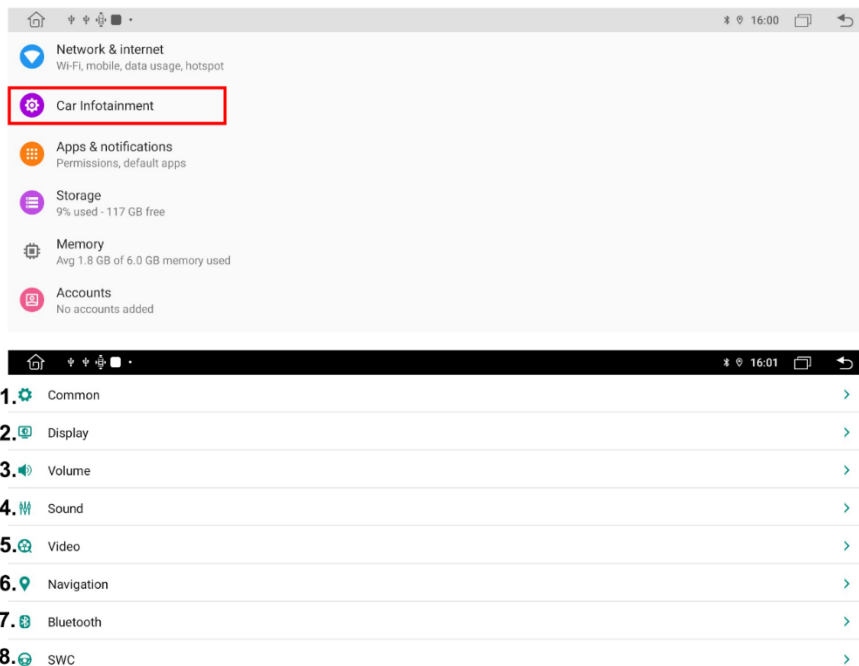 16:00
Network & internet
Wi-Fi, mobile, data usage, hotspot
Car Infotainment
Apps & notifications
Permissions, default apps
Storage
9% used - 117 GB free
Memory
Avg 1.8 GB of 6.0 GB memory used
Accounts
No accounts added
16:01
1. Common
2. Display
3. Volume
4. Sound
5. Video
6. Navigation
7. Bluetooth
8. SWC